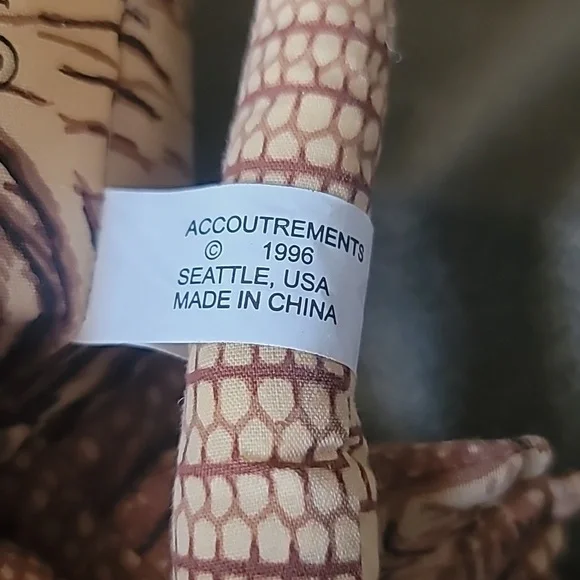 ACCOUTREMENTS
© 1996
SEATTLE, USA
MADE IN CHINA